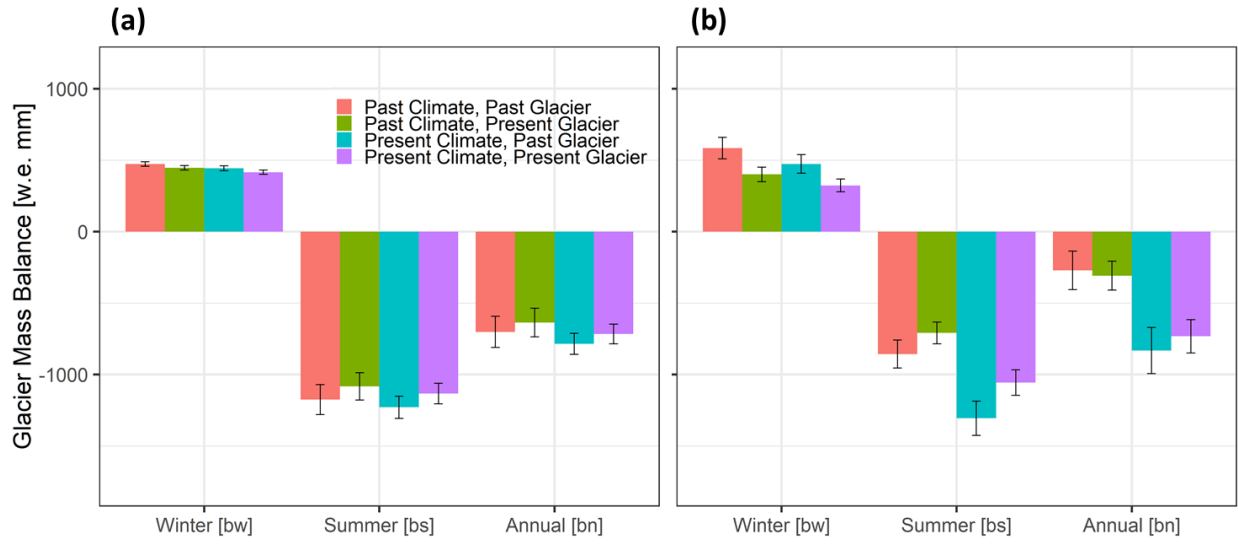 (a)
(b)
Glacier Mass Balance [w.e. mm]
1000
0
-1000
Past Climate, Past Glacier
Past Climate, Present Glacier
Present Climate, Past Glacier
Present Climate, Present Glacier
Winter [bw]
Summer [bs]
Annual [bn]
Winter [bw]
Summer [bs]
Annual [bn]